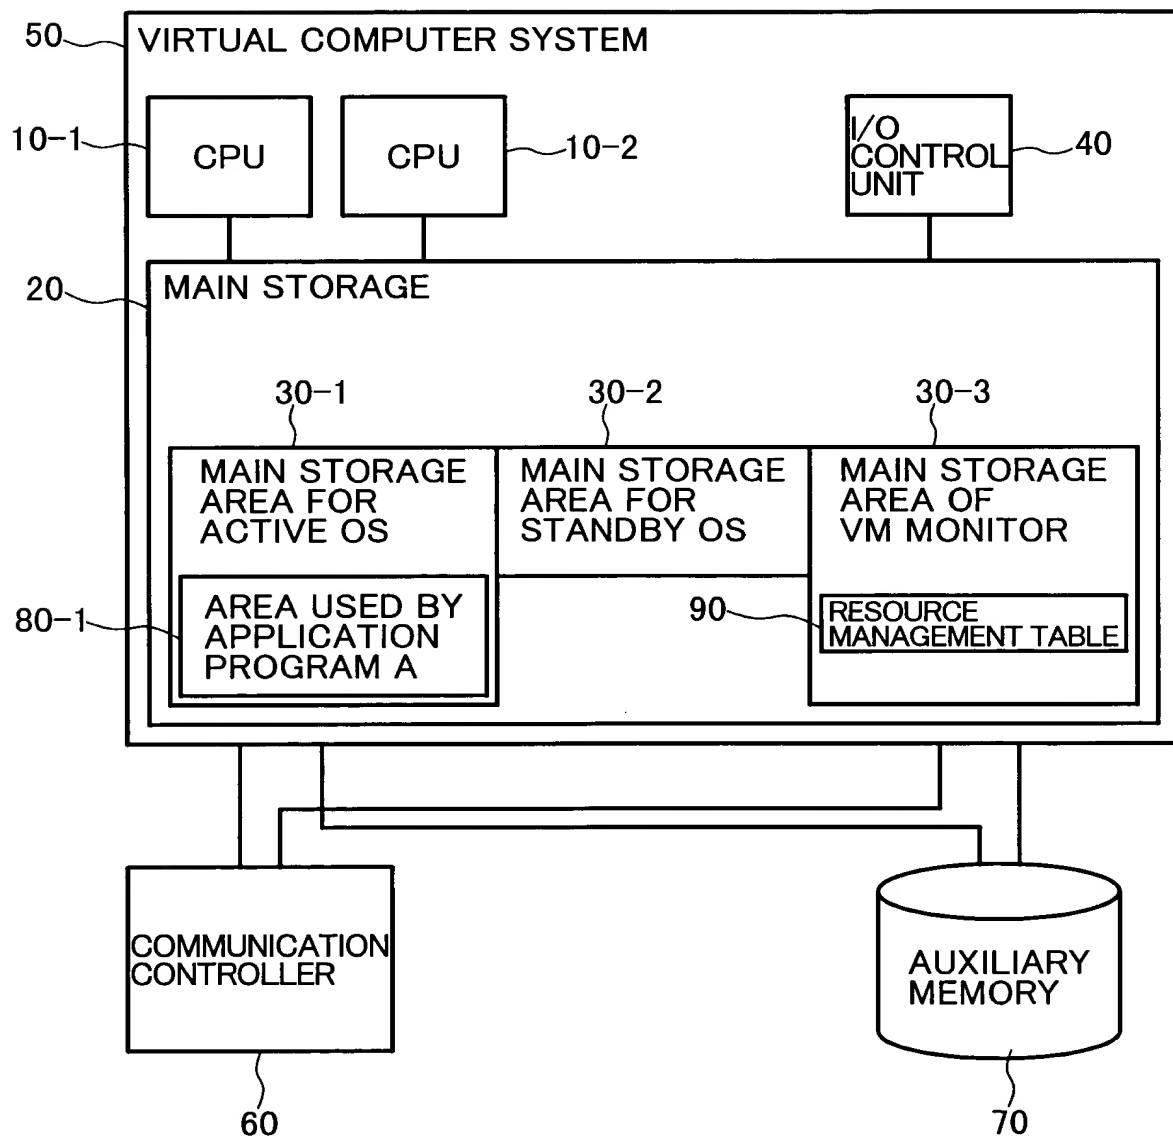 50
VIRTUAL COMPUTER SYSTEM
10-1
CPU
CPU
10-2
I/O
CONTROL
UNIT
40
20
MAIN STORAGE
30-1
30-2
30-3
MAIN STORAGE
AREA FOR
ACTIVE OS
MAIN STORAGE
AREA FOR
STANDBY OS
MAIN STORAGE
AREA OF
VM MONITOR
80-1
AREA USED BY
APPLICATION
PROGRAM A
90
RESOURCE
MANAGEMENT TABLE
COMMUNICATION
CONTROLLER
AUXILIARY
MEMORY
60
70